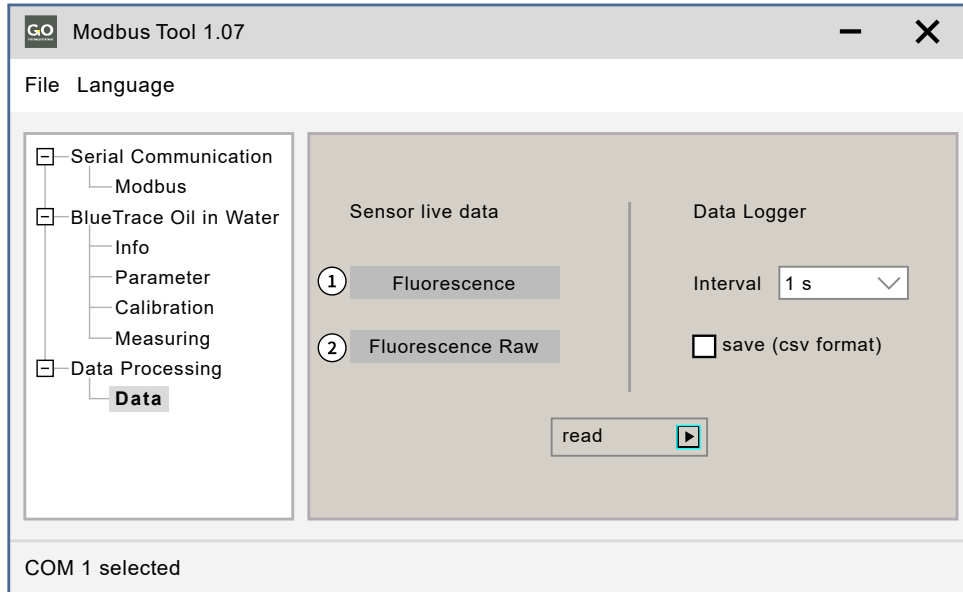 GO
Modbus Tool 1.07
File Language
Serial Communication
Modbus
BlueTrace Oil in Water
Info
Parameter
Calibration
Measuring
Data Processing
Data
Sensor live data
1 Fluorescence
2 Fluorescence Raw
Data Logger
Interval 1 s
save (csv format)
read
COM 1 selected